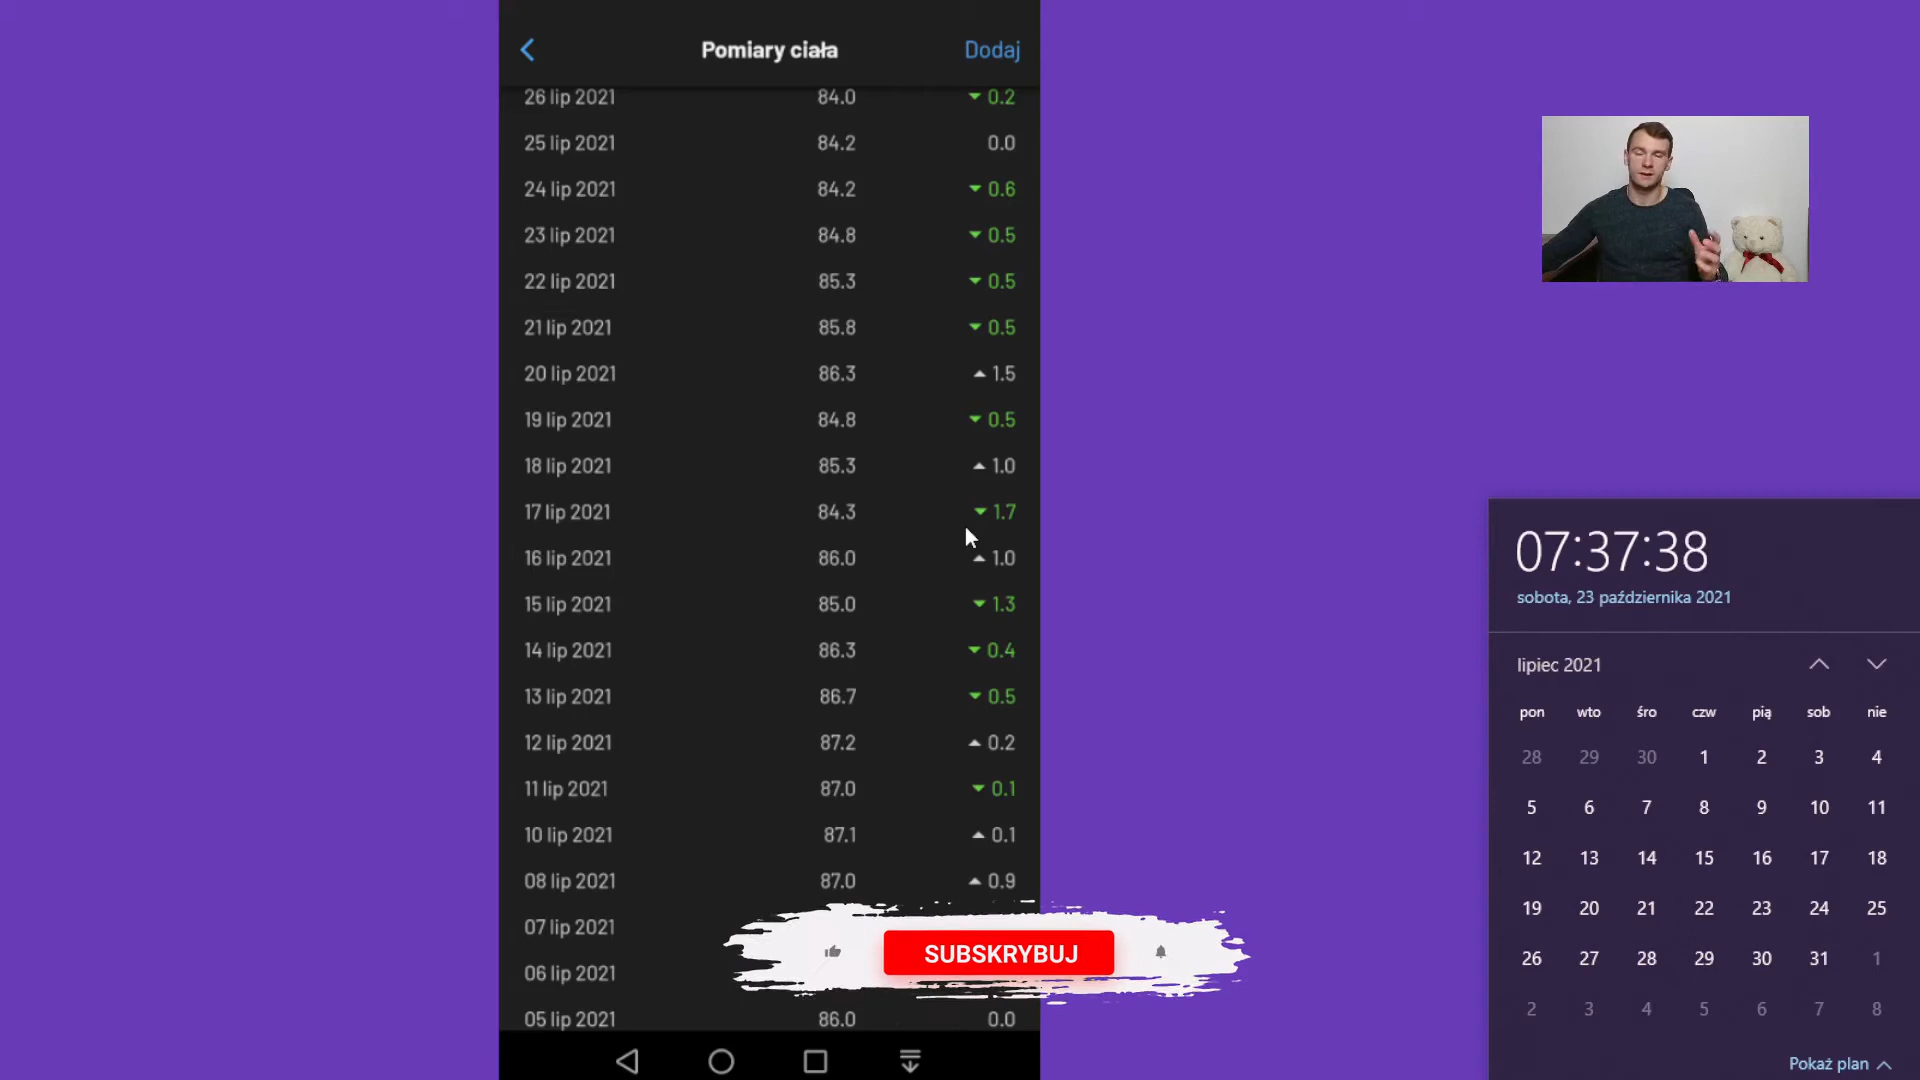 Pomiary ciała Dodaj
26 lip 2021 84.0 0.2
25 lip 2021 84.2 0.0
24 lip 2021 84.2 0.6
23 lip 2021 84.8 0.5
22 lip 2021 85.3 0.5
21 lip 2021 85.8 0.5
20 lip 2021 86.3 1.5
19 lip 2021 84.8 0.5
18 lip 2021 85.3 1.0
17 lip 2021 84.3 1.7
16 lip 2021 86.0 1.0
15 lip 2021 85.0 1.3
14 lip 2021 86.3 0.4
13 lip 2021 86.7 0.5
12 lip 2021 87.2 0.2
11 lip 2021 87.0 0.1
10 lip 2021 87.1 0.1
08 lip 2021 87.0 0.9
07 lip 2021
06 lip 2021
05 lip 2021 86.0 0.0
SUBSKRYBUJ
07:37:38
sobota, 23 października 2021
lipiec 2021
pon wto śro czw pią sob nie
28 29 30 1 2 3 4
5 6 7 8 9 10 11
12 13 14 15 16 17 18
19 20 21 22 23 24 25
26 27 28 29 30 31 1
2 3 4 5 6 7 8
Pokaż plan